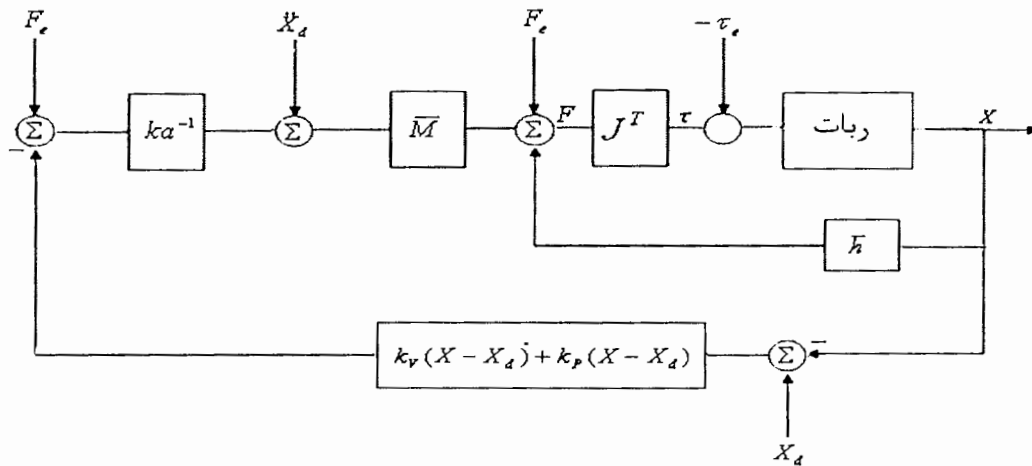 F_e Ẍ_d F_e −τ_e
Σ ka^{-1} Σ M̄ Σ F J^T τ ربات X
−
h̄
k_V(X − X_d)˙ + k_P(X − X_d) Σ −
X_d